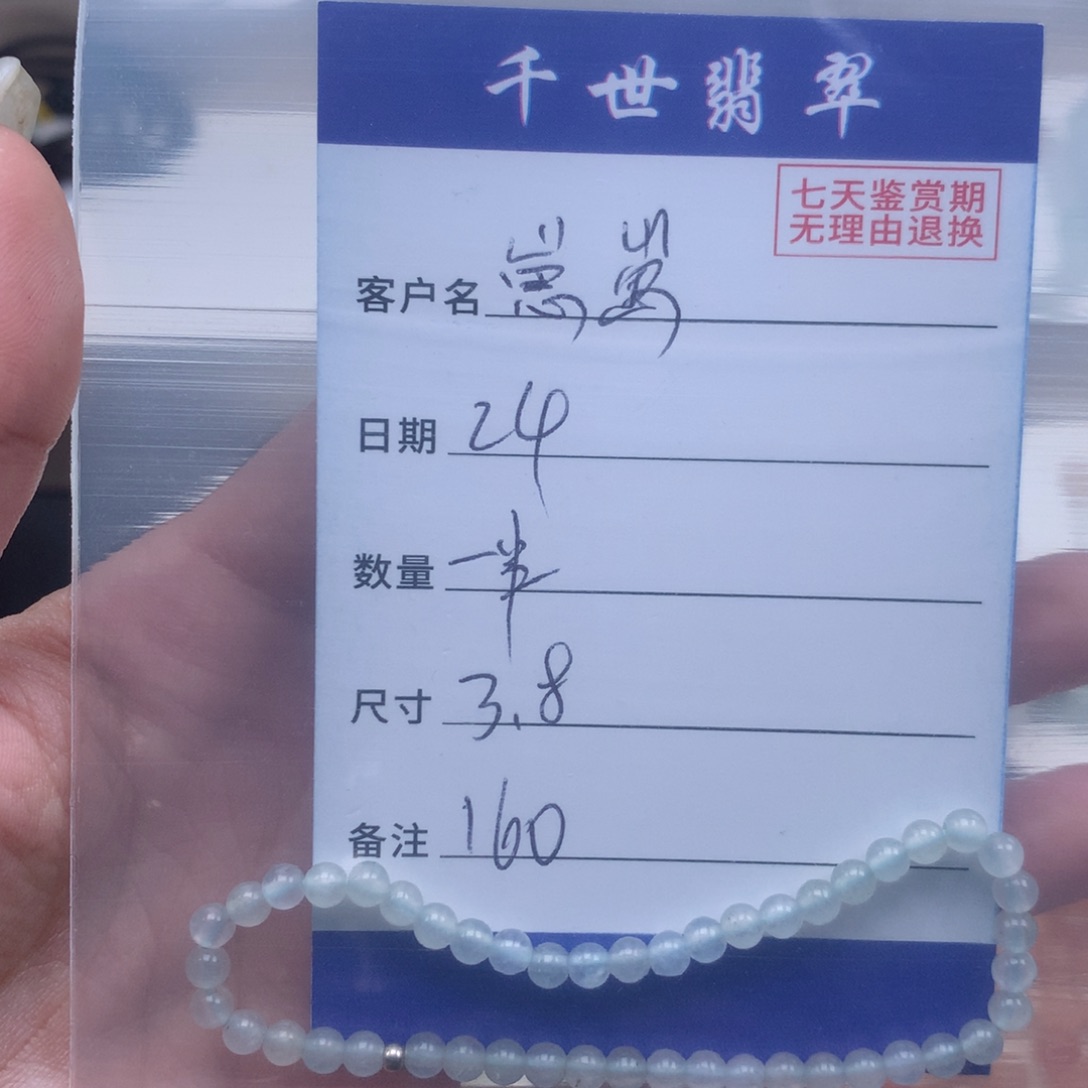 千世翡翠
七天鉴赏期
无理由退换
客户名
日期 24
数量 一半
尺寸 3.8
备注 160